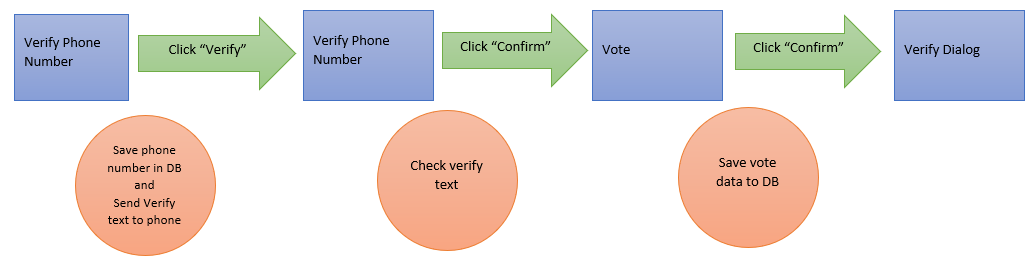 Verify Phone
Number
Click “Verify”
Verify Phone
Number
Click “Confirm”
Vote
Click “Confirm”
Verify Dialog
Save phone
number in DB
and
Send Verify
text to phone
Check verify
text
Save vote
data to DB